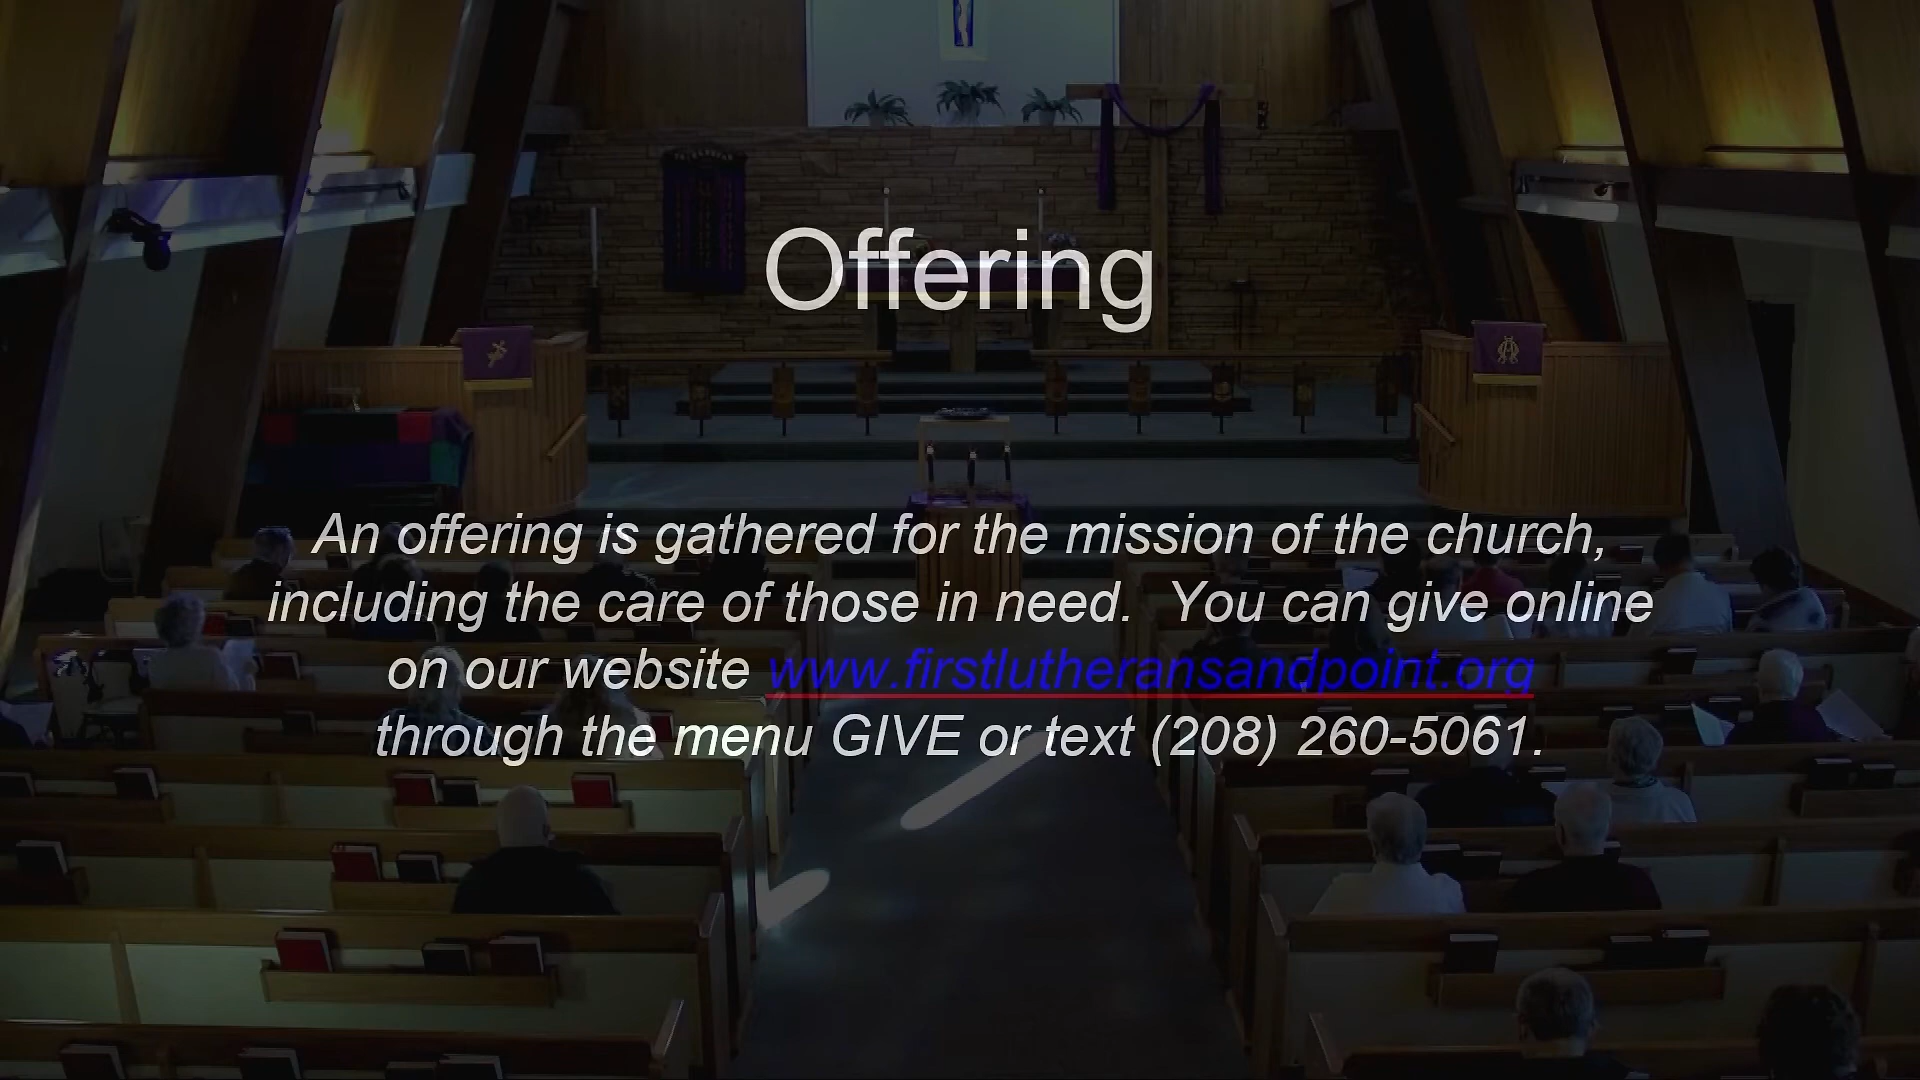 Offering
An offering is gathered for the mission of the church,
including the care of those in need.  You can give online
on our website www.firstlutheransandpoint.org
through the menu GIVE or text (208) 260-5061.